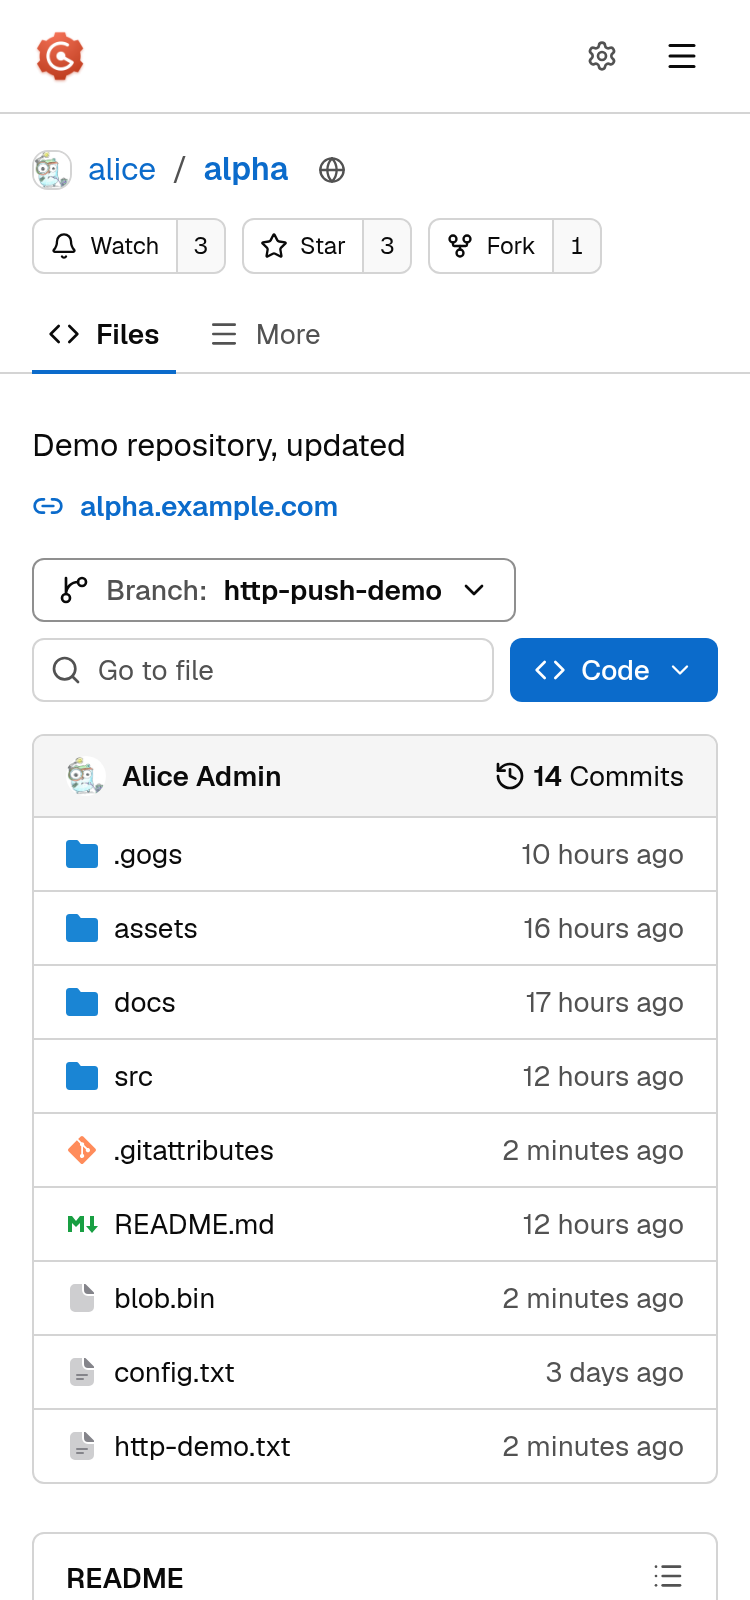 alice / alpha
Watch 3 Star 3 Fork 1
Files More
Demo repository, updated
alpha.example.com
Branch: http-push-demo
Go to file Code
Alice Admin 14 Commits
.gogs 10 hours ago
assets 16 hours ago
docs 17 hours ago
src 12 hours ago
.gitattributes 2 minutes ago
README.md 12 hours ago
blob.bin 2 minutes ago
config.txt 3 days ago
http-demo.txt 2 minutes ago
README